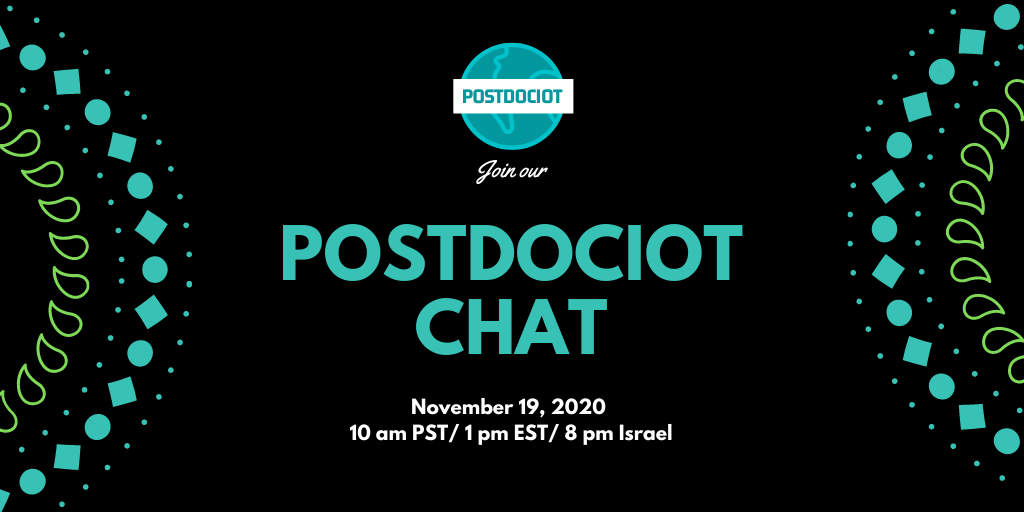 POSTDOCIOT
Join our
POSTDOCIOT
CHAT
November 19, 2020
10 am PST/ 1 pm EST/ 8 pm Israel